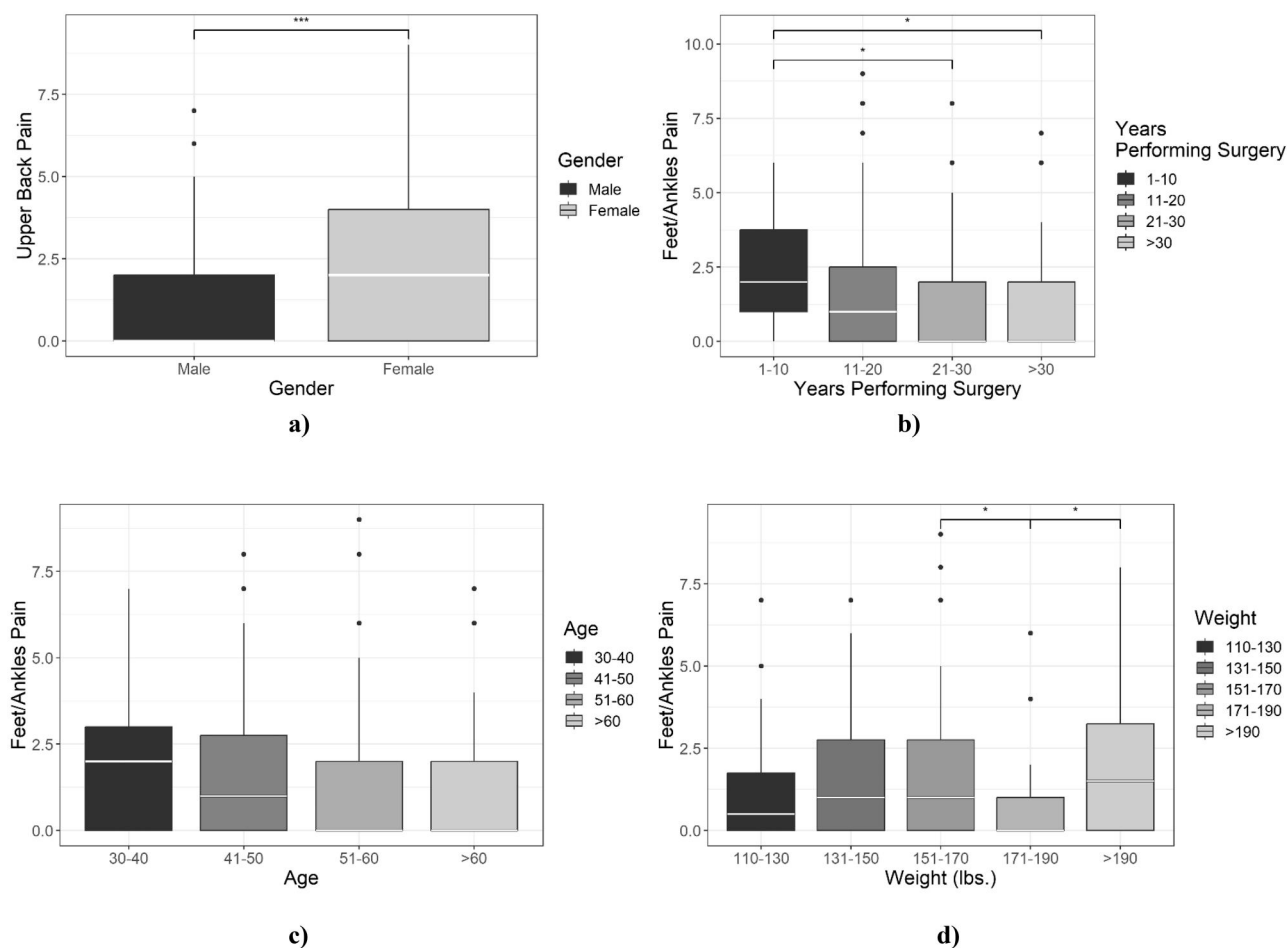 ***
7.5
5.0
2.5
0.0
Upper Back Pain
Male
Female
Gender
Gender
Male
Female
a)
*
*
10.0
7.5
5.0
2.5
0.0
Feet/Ankles Pain
1-10
11-20
21-30
>30
Years Performing Surgery
Years
Performing Surgery
1-10
11-20
21-30
>30
b)
7.5
5.0
2.5
0.0
Feet/Ankles Pain
30-40
41-50
51-60
>60
Age
Age
30-40
41-50
51-60
>60
c)
*
*
7.5
5.0
2.5
0.0
Feet/Ankles Pain
110-130
131-150
151-170
171-190
>190
Weight (lbs.)
Weight
110-130
131-150
151-170
171-190
>190
d)